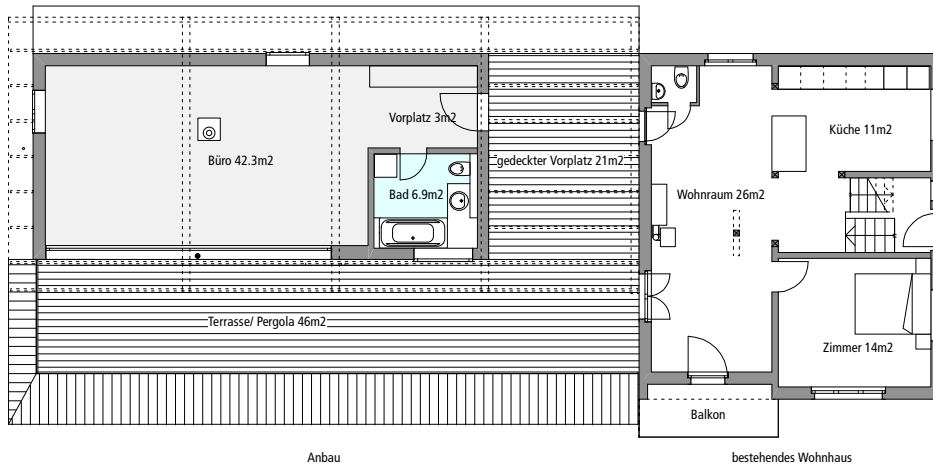 Vorplatz 3m2
Küche 11m2
Büro 42.3m2
gedeckter Vorplatz 21m2
Bad 6.9m2
Wohnraum 26m2
Terrasse/ Pergola 46m2
Zimmer 14m2
Balkon
Anbau
bestehendes Wohnhaus